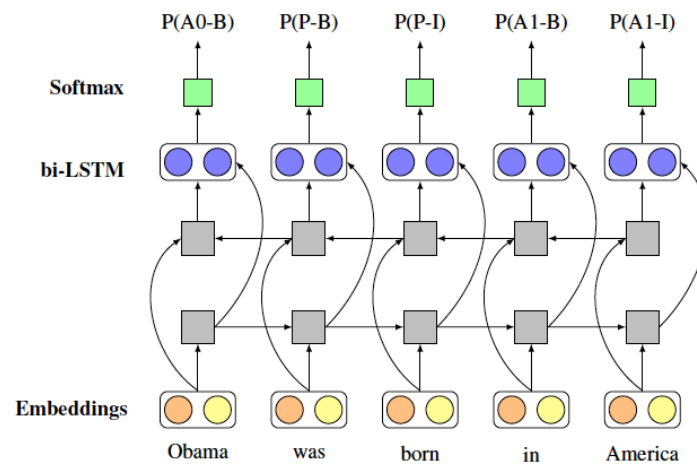 P(A0-B) P(P-B) P(P-I) P(A1-B) P(A1-I)
Softmax
bi-LSTM
Embeddings
Obama was born in America